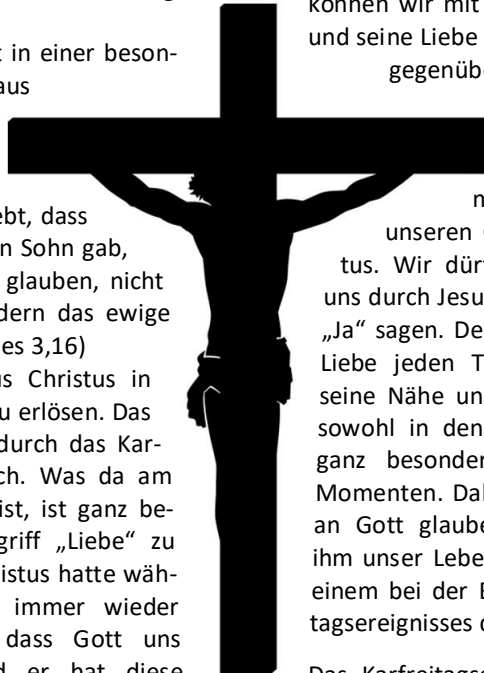 t in einer beson-
aus
ebt, dass
n Sohn gab,
glauben, nicht
dern das ewige
es 3,16)
us Christus in
u erlösen. Das
durch das Kar-
ch. Was da am
ist, ist ganz be-
griff „Liebe“ zu
istus hatte wäh-
immer wieder
dass Gott uns
d er hat diese
können wir mit
und seine Liebe
gegenüb
m
unseren
tus. Wir dür
uns durch Jesu
„Ja“ sagen. De
Liebe jeden T
seine Nähe un
sowohl in den
ganz besonder
Momenten. Da
an Gott glaube
ihm unser Lebe
einem bei der
tagsereignisses
Das Karfreitags